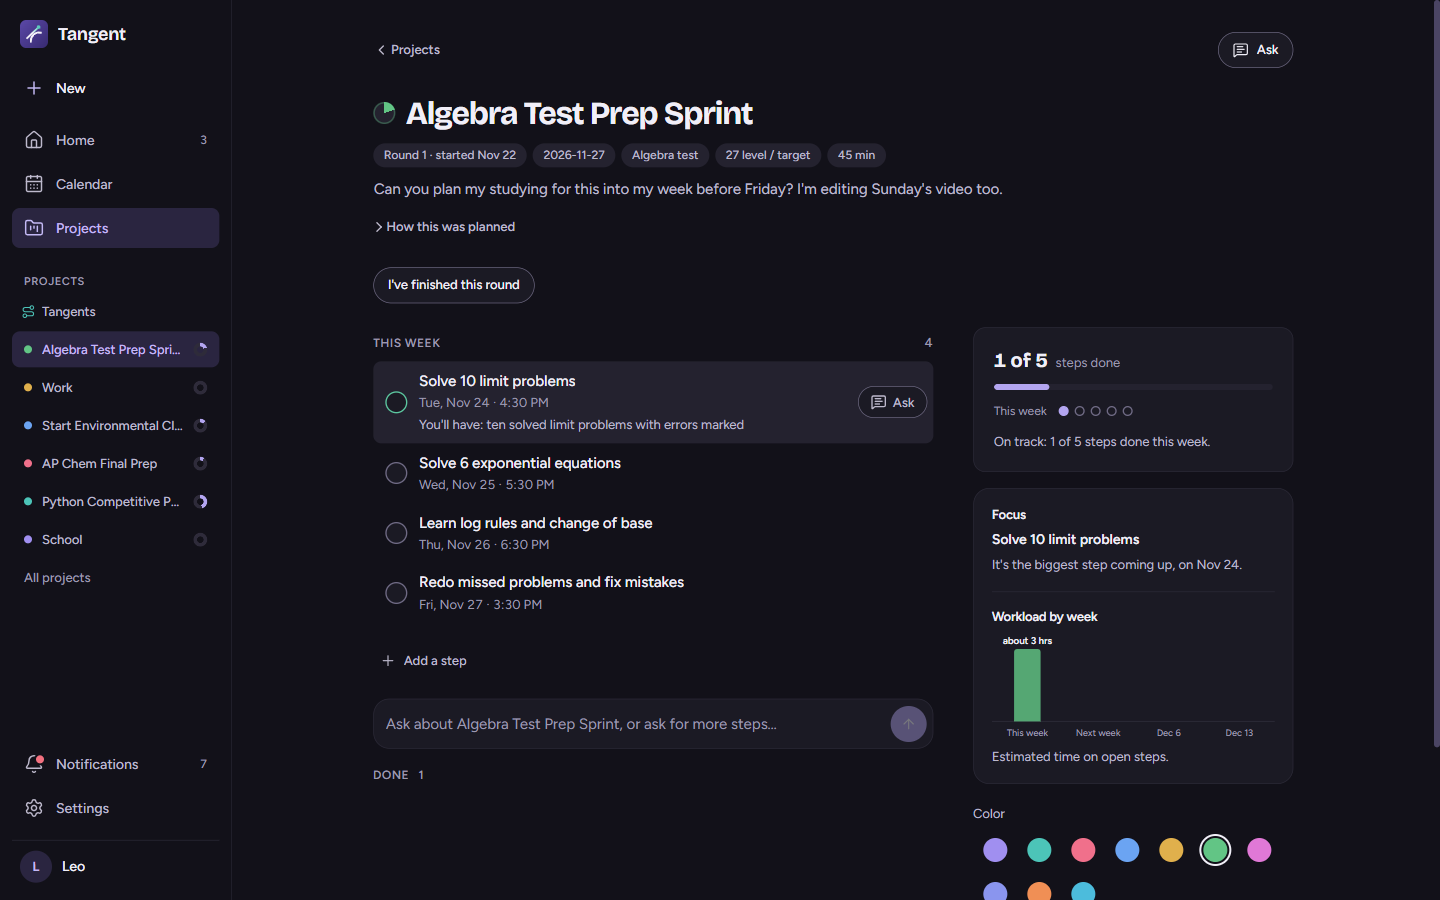 Tangent
New
Home 3
Calendar
Projects
PROJECTS
Tangents
Algebra Test Prep Spri...
Work
Start Environmental Cl...
AP Chem Final Prep
Python Competitive P...
School
All projects
Notifications 7
Settings
L Leo
Projects
Ask
Algebra Test Prep Sprint
Round 1 · started Nov 22
2026-11-27
Algebra test
27 level / target
45 min
Can you plan my studying for this into my week before Friday? I'm editing Sunday's video too.
How this was planned
I've finished this round
THIS WEEK 4
Solve 10 limit problems
Tue, Nov 24 · 4:30 PM
You'll have: ten solved limit problems with errors marked
Ask
Solve 6 exponential equations
Wed, Nov 25 · 5:30 PM
Learn log rules and change of base
Thu, Nov 26 · 6:30 PM
Redo missed problems and fix mistakes
Fri, Nov 27 · 3:30 PM
Add a step
Ask about Algebra Test Prep Sprint, or ask for more steps...
DONE 1
1 of 5 steps done
This week
On track: 1 of 5 steps done this week.
Focus
Solve 10 limit problems
It's the biggest step coming up, on Nov 24.
Workload by week
about 3 hrs
This week Next week Dec 6 Dec 13
Estimated time on open steps.
Color